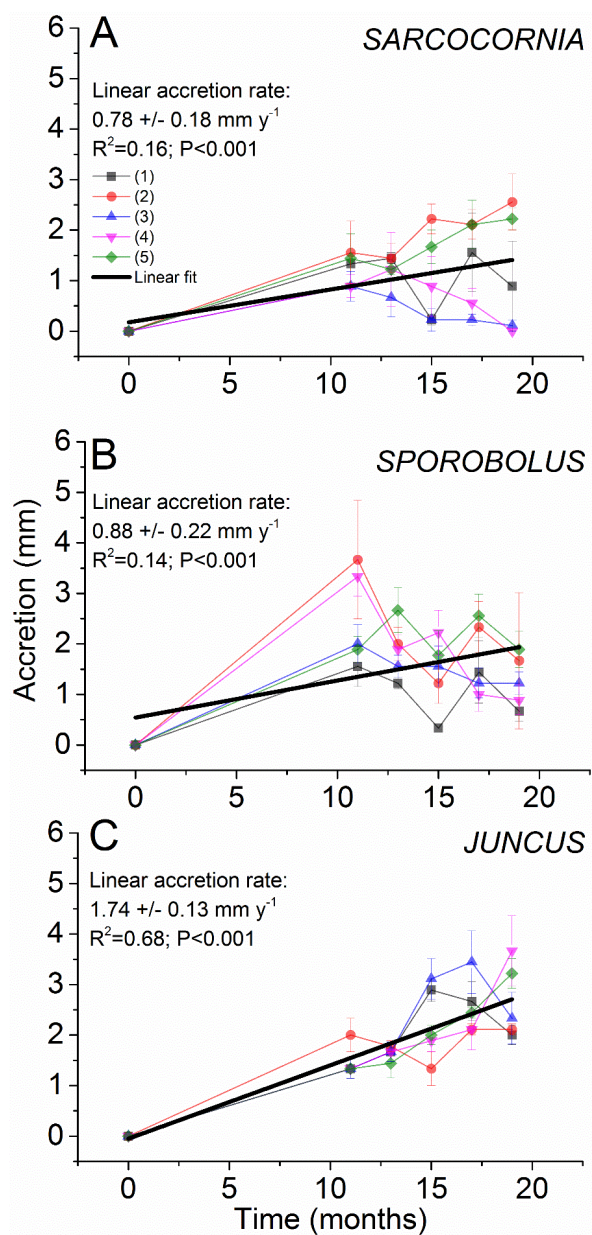 A
SARCOCORNIA
Linear accretion rate:
0.78 +/- 0.18 mm y⁻¹
R²=0.16; P<0.001
(1)
(2)
(3)
(4)
(5)
Linear fit
6
5
4
3
2
1
0
0 5 10 15 20
B
SPOROBOLUS
Linear accretion rate:
0.88 +/- 0.22 mm y⁻¹
R²=0.14; P<0.001
6
5
4
3
2
1
0
0 5 10 15 20
Accretion (mm)
C
JUNCUS
Linear accretion rate:
1.74 +/- 0.13 mm y⁻¹
R²=0.68; P<0.001
6
5
4
3
2
1
0
0 5 10 15 20
Time (months)